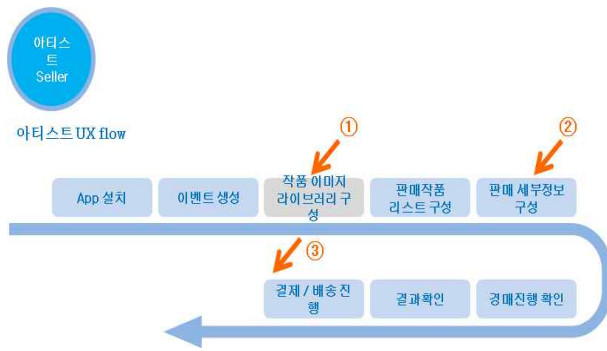 아티스
트
Seller
아티스트 UX flow
①
②
App 설치
이벤트 생성
작품 이미지
라이브러리 구
성
판매작품
리스트 구성
판매 세부정보
구성
③
결제 / 배송 진
행
결과확인
경매진행 확인